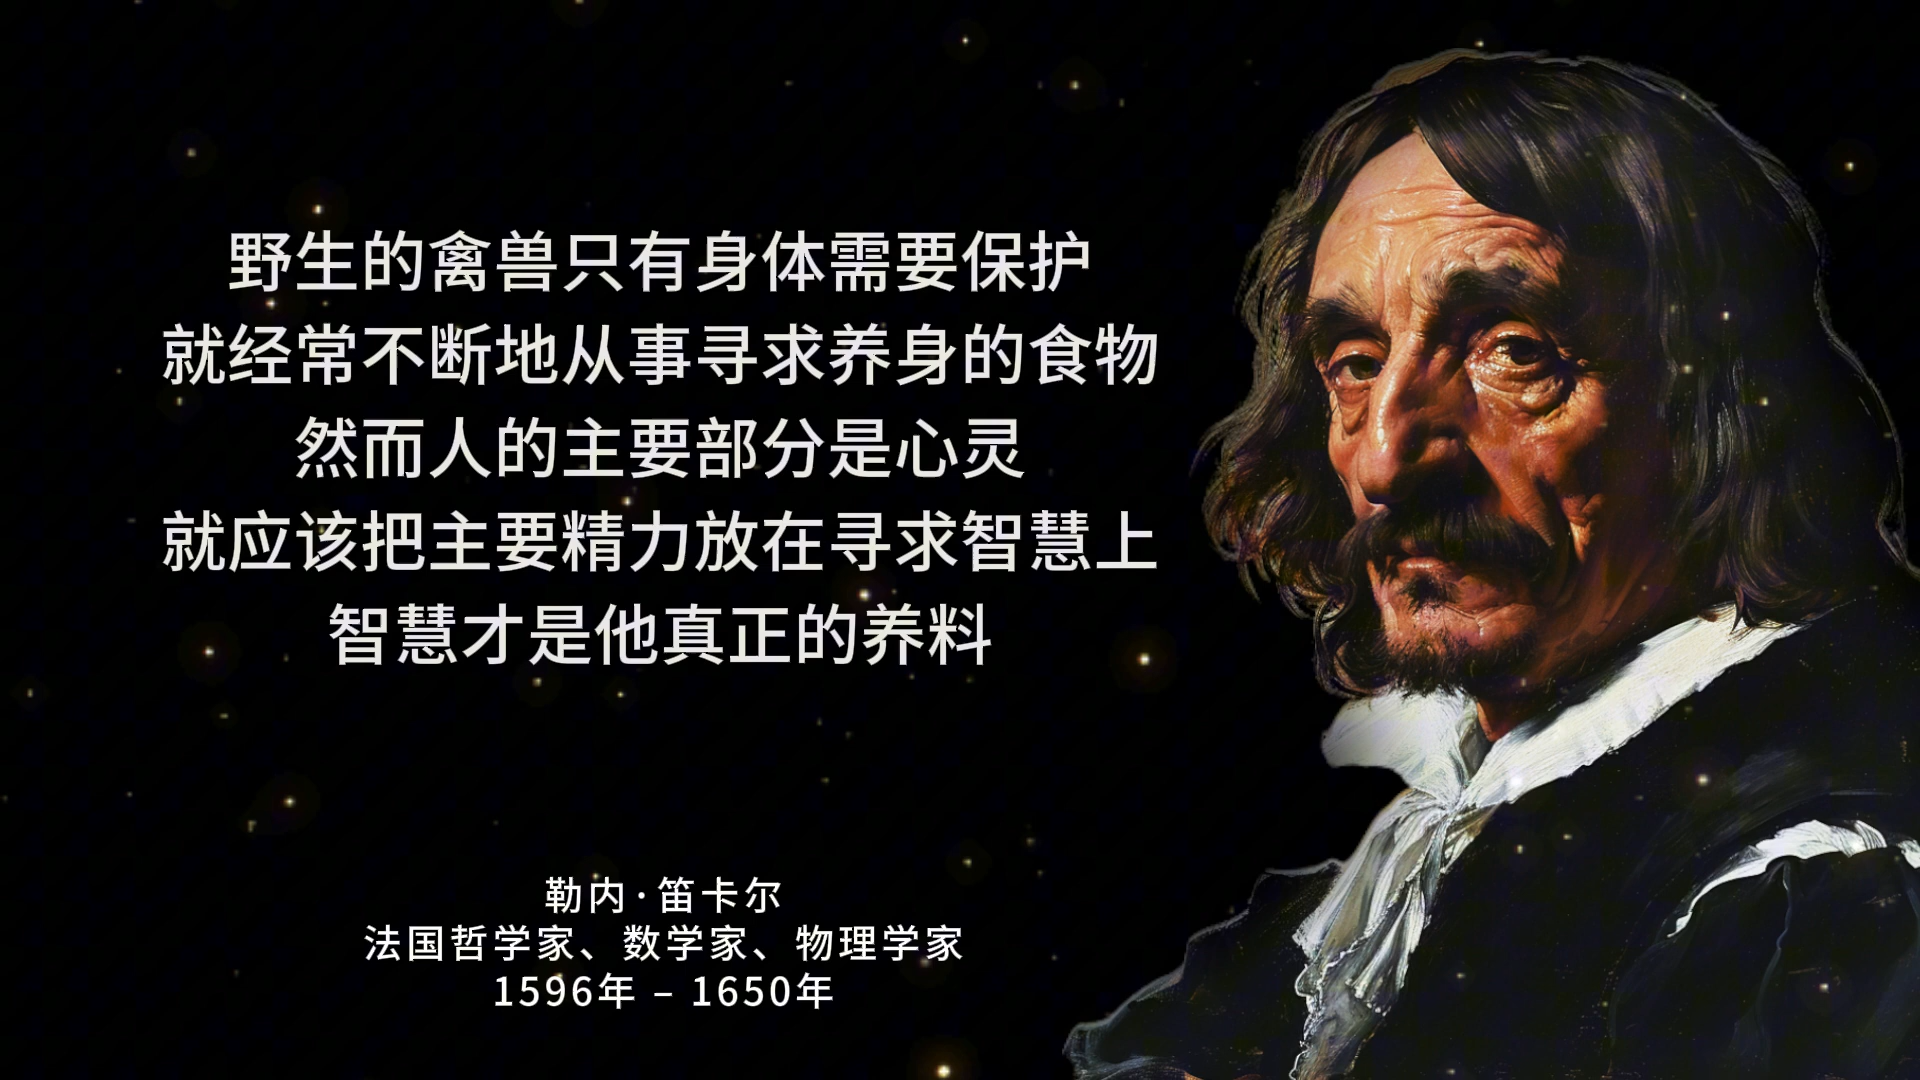 野生的禽兽只有身体需要保护
就经常不断地从事寻求养身的食物
然而人的主要部分是心灵
就应该把主要精力放在寻求智慧上
智慧才是他真正的养料
勒内·笛卡尔
法国哲学家、数学家、物理学家
1596年 – 1650年